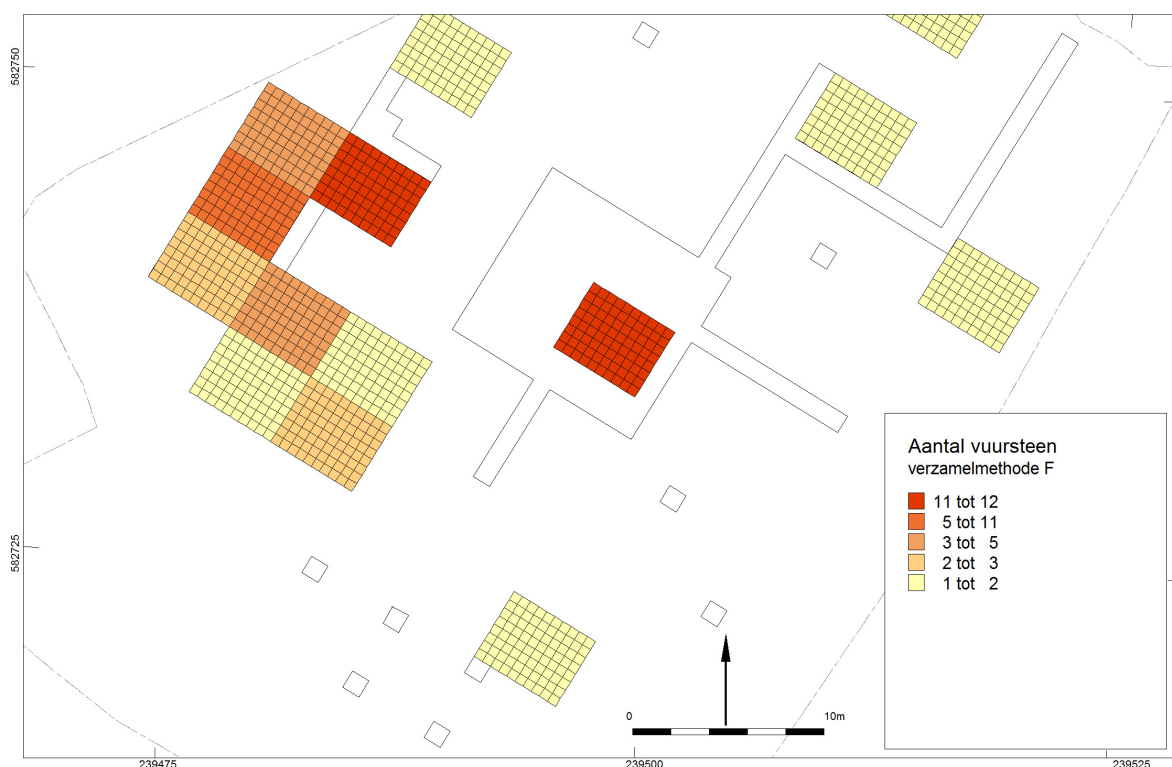 582750
582725
Aantal vuursteen
verzamelmethode F
11 tot 12
5 tot 11
3 tot 5
2 tot 3
1 tot 2
0 10m
239475 239500 239525